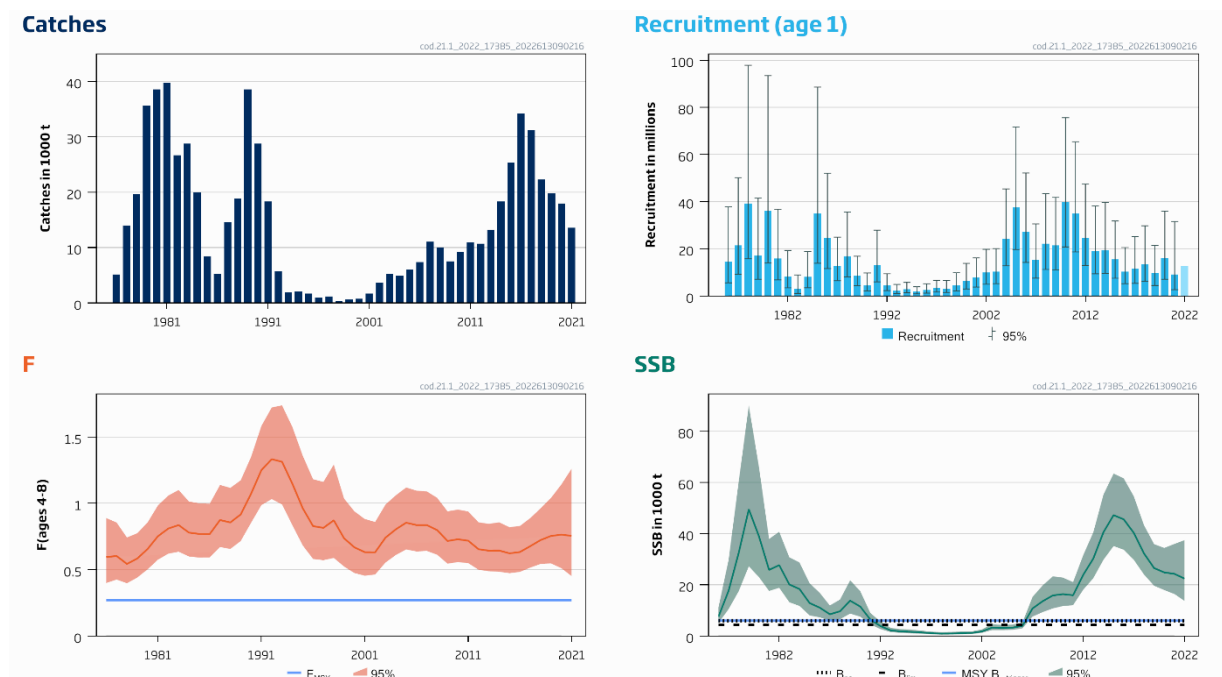 Catches
cod.21.1_2022_17385_2022613090216
Catches in 1000 t
40
30
20
10
0
1981
1991
2001
2011
2021
Recruitment (age 1)
cod.21.1_2022_17385_2022613090216
Recruitment in millions
100
80
60
40
20
0
1982
1992
2002
2012
2022
Recruitment 95%
F
cod.21.1_2022_17385_2022613090216
F(ages 4-8)
1.5
1
0.5
0
1981
1991
2001
2011
2021
95%
SSB
cod.21.1_2022_17385_2022613090216
SSB in 1000 t
80
60
40
20
0
1982
1992
2002
2012
2022
MSY 95%